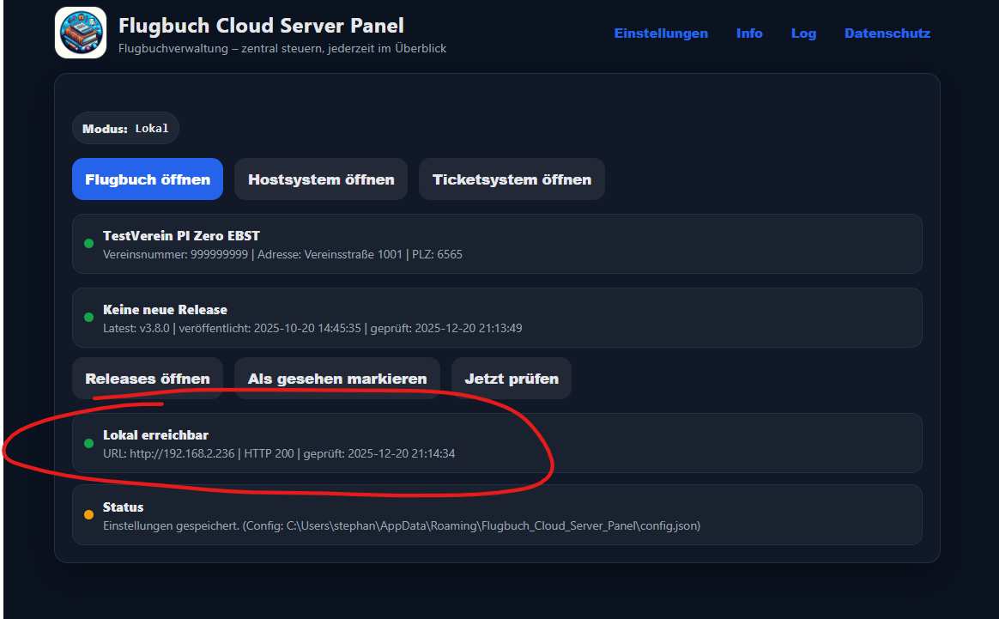 Flugbuch Cloud Server Panel
Flugbuchverwaltung – zentral steuern, jederzeit im Überblick
Einstellungen Info Log Datenschutz
Modus: Lokal
Flugbuch öffnen Hostsystem öffnen Ticketsystem öffnen
TestVerein PI Zero EBST
Vereinsnummer: 999999999 | Adresse: Vereinsstraße 1001 | PLZ: 6565
Keine neue Release
Latest: v3.8.0 | veröffentlicht: 2025-10-20 14:45:35 | geprüft: 2025-12-20 21:13:49
Releases öffnen Als gesehen markieren Jetzt prüfen
Lokal erreichbar
URL: http://192.168.2.236 | HTTP 200 | geprüft: 2025-12-20 21:14:34
Status
Einstellungen gespeichert. (Config: C:\Users\stephan\AppData\Roaming\Flugbuch_Cloud_Server_Panel\config.json)